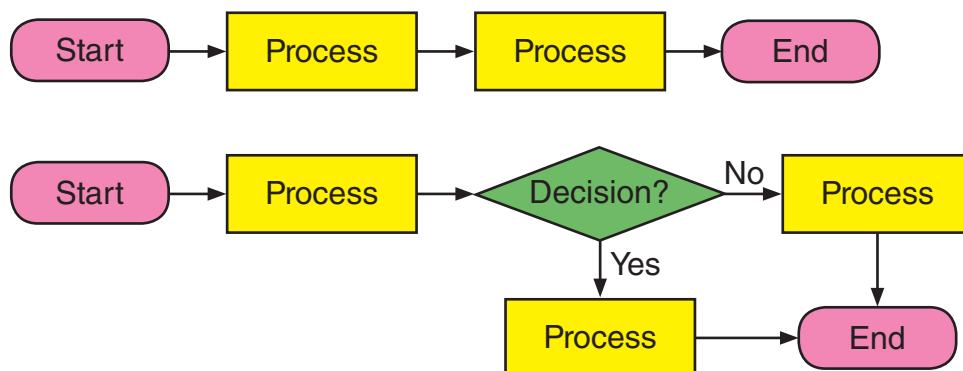 Start
Process
Process
End
Start
Process
Decision?
No
Process
Yes
Process
End